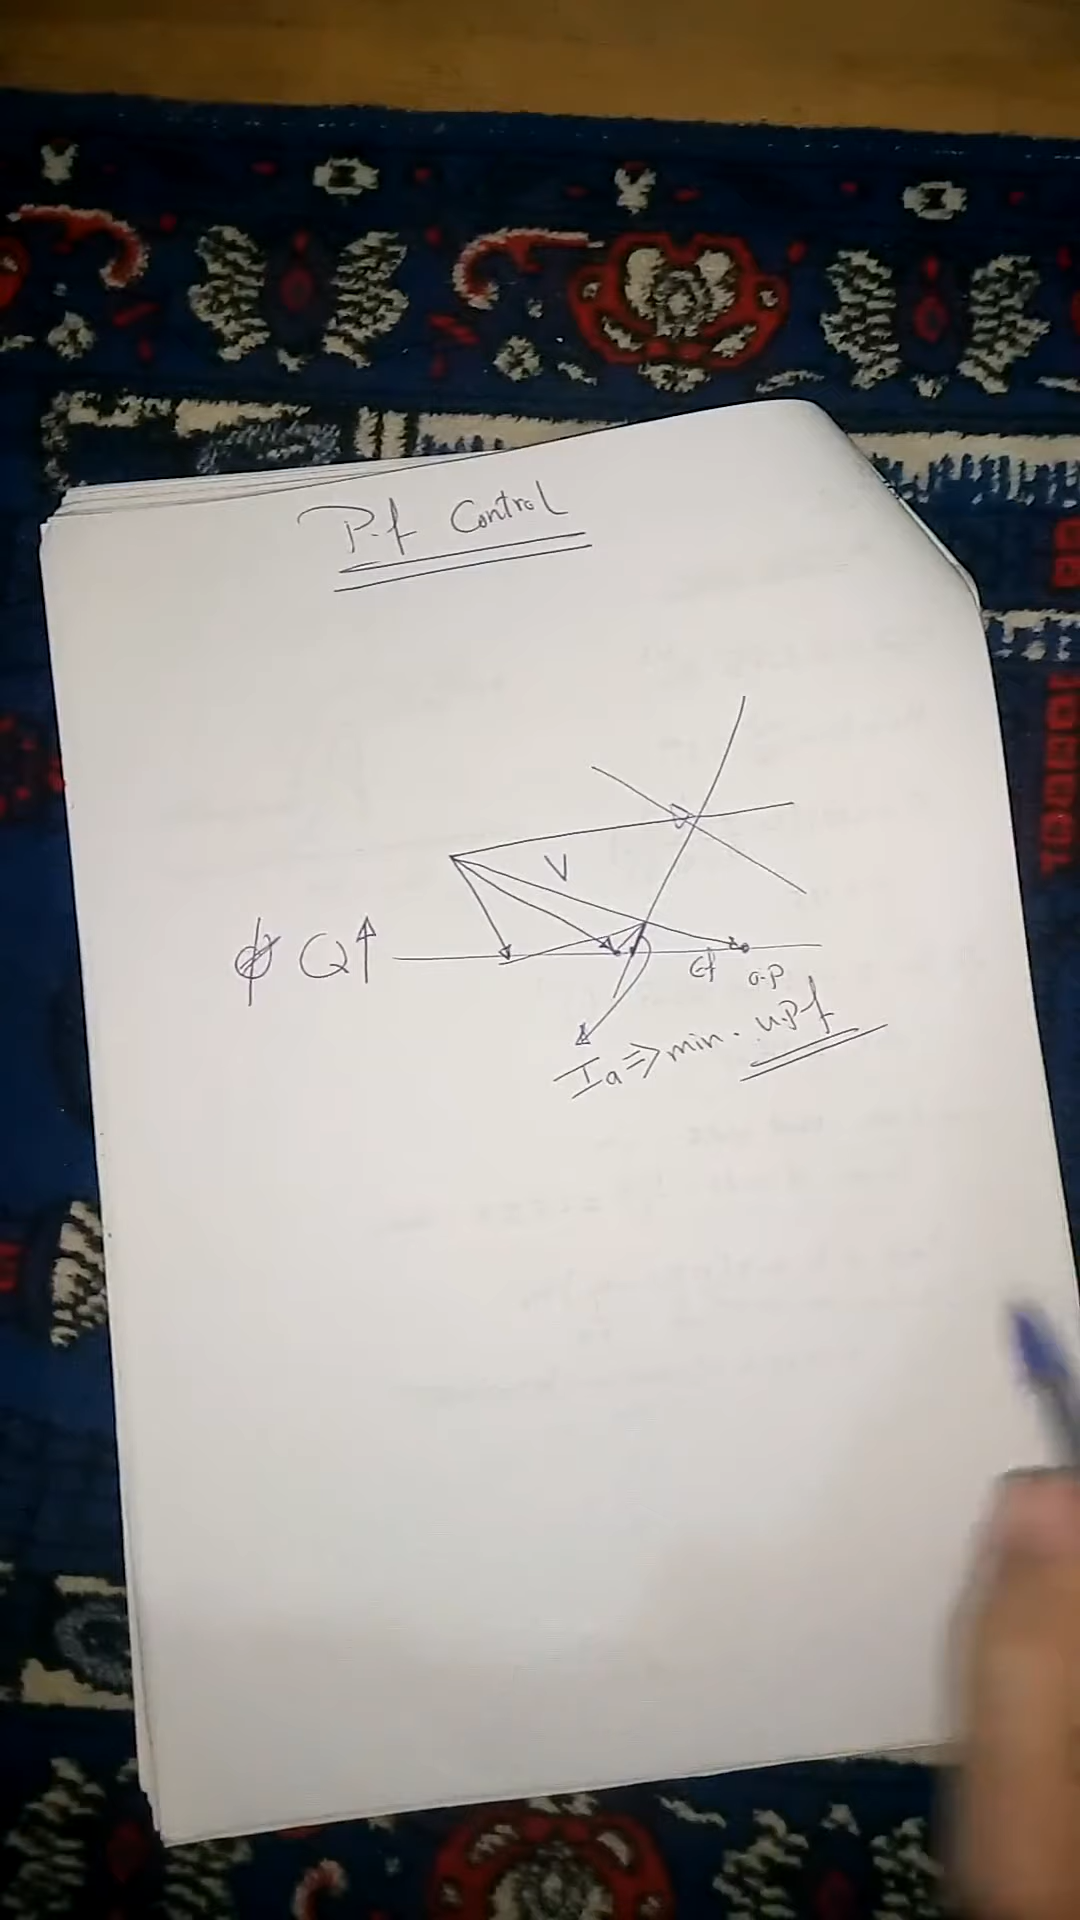 P.f Control
V
Q↑
Ef
o.p
Ia ⇒ min. u.P.f